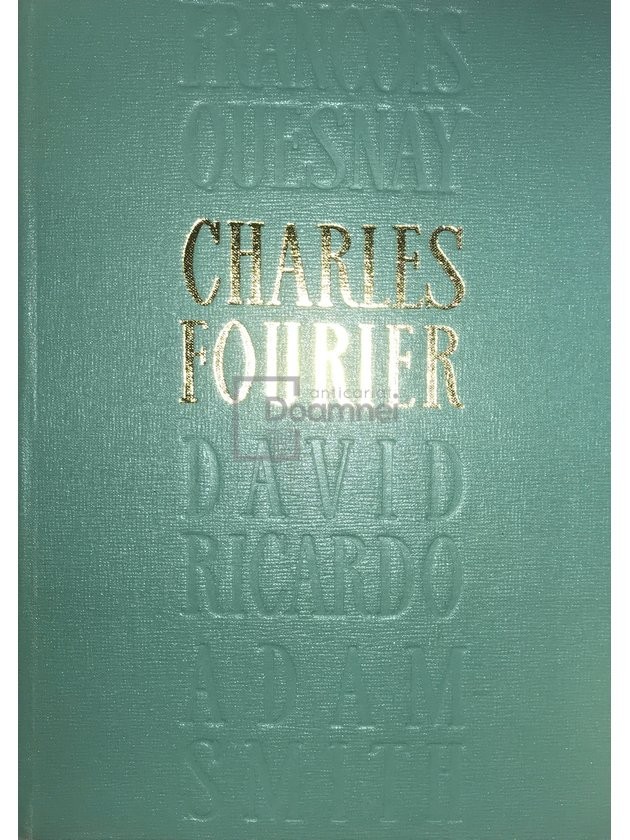 FRANÇOIS
QUESNAY
CHARLES
FOURIER
anticariat
Doamnei
DAVID
RICARDO
ADAM
SMITH